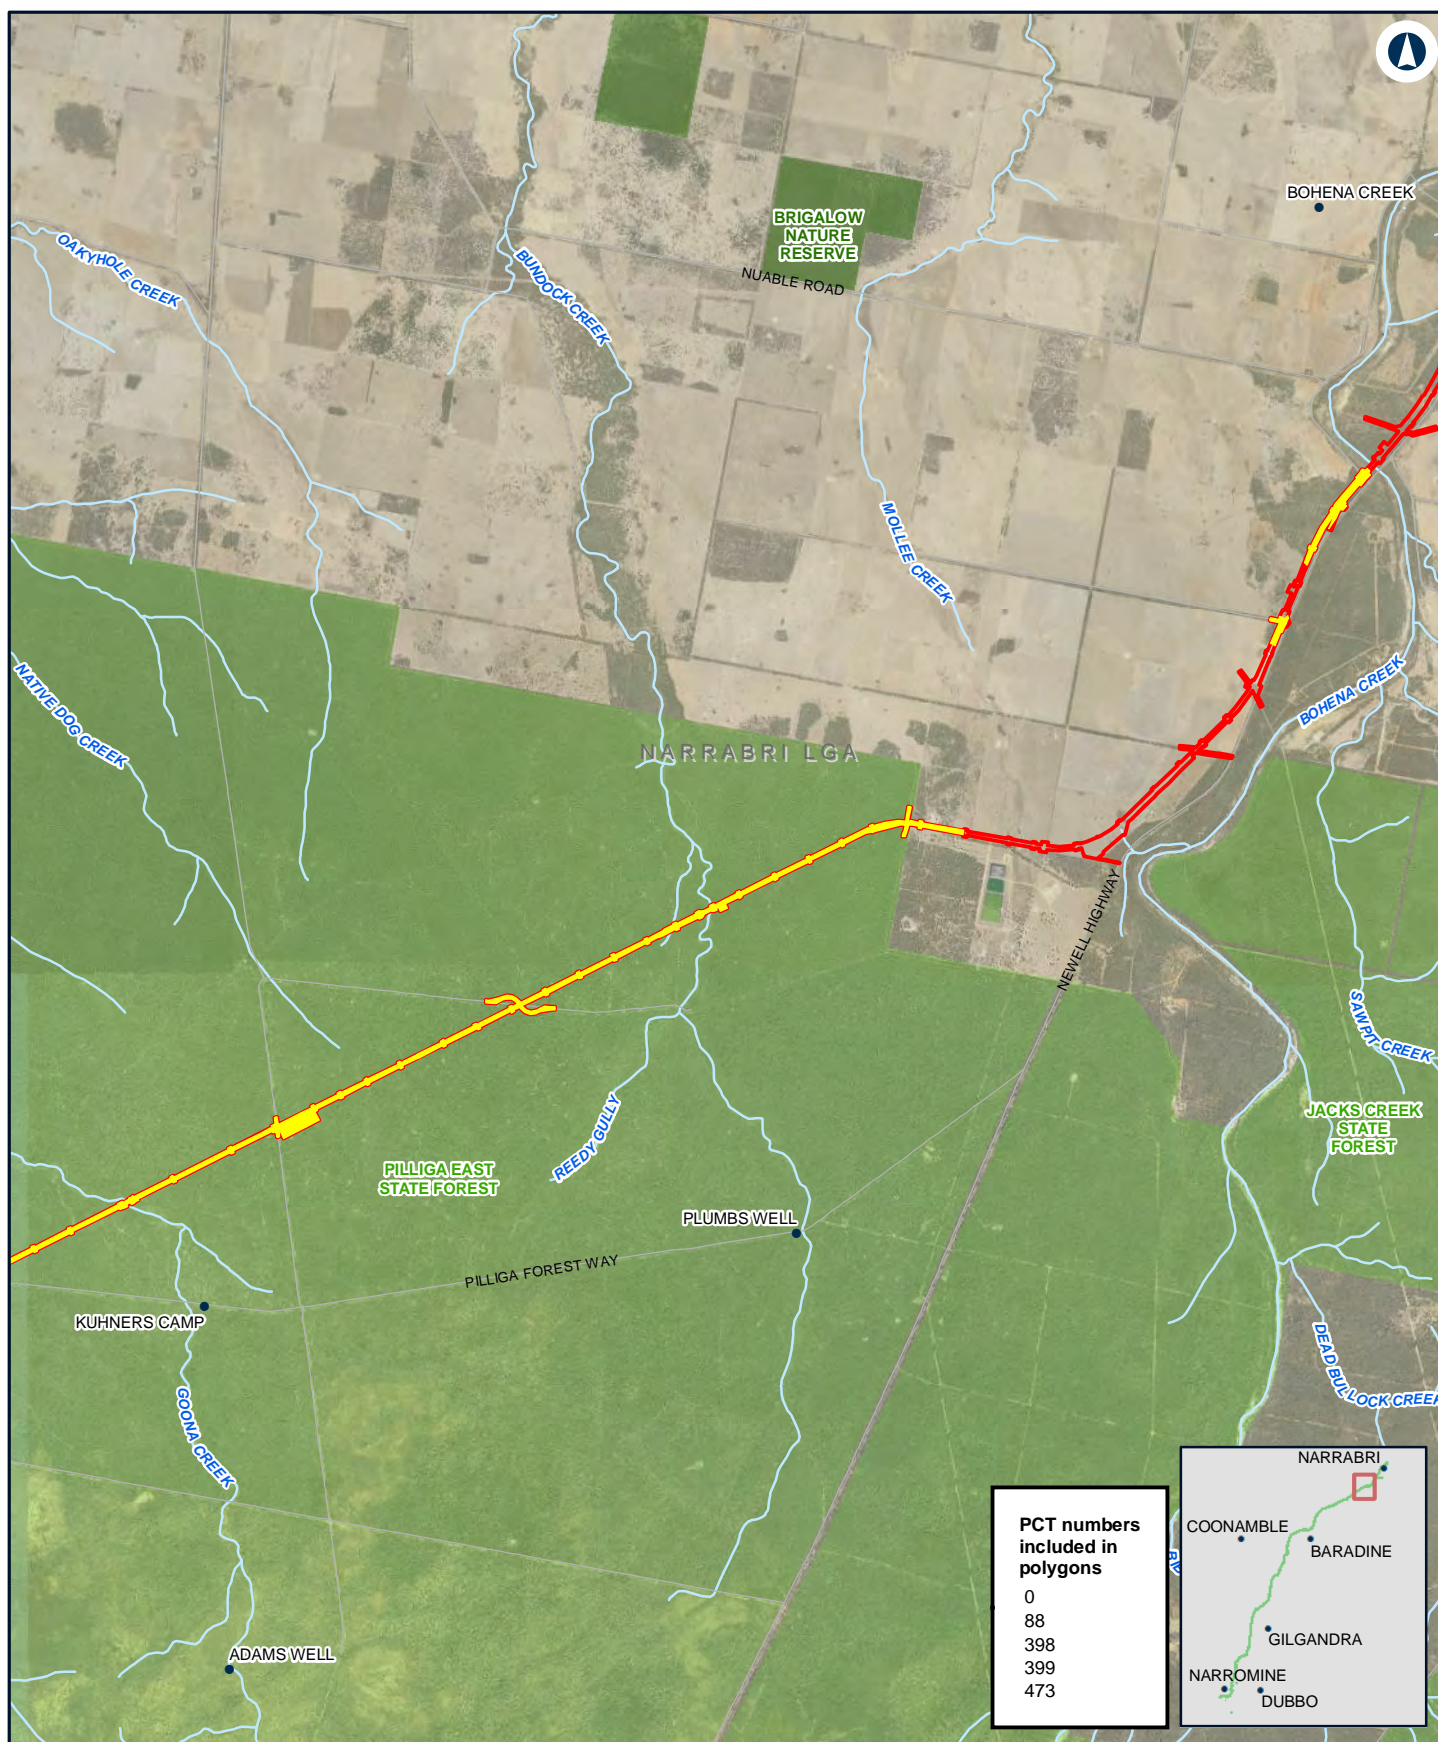 BOHENA CREEK
BRIGALOW
NATURE
RESERVE
OAKYHOLE CREEK
BUNDOCK CREEK
NUABLE ROAD
MOLLEE CREEK
NATIVE DOG CREEK
BOHENA CREEK
NARRABRI LGA
NEWELL HIGHWAY
SAWPIT CREEK
REEDY GULLY
JACKS CREEK
STATE
FOREST
PILLIGA EAST
STATE FOREST
PLUMBS WELL
PILLIGA FOREST WAY
KUHNERS CAMP
DEAD BULLOCK CREEK
GOONA CREEK
ADAMS WELL
PCT numbers
included in
polygons
0
88
398
399
473
NARRABRI
COONAMBLE
BARADINE
GILGANDRA
NARROMINE
DUBBO